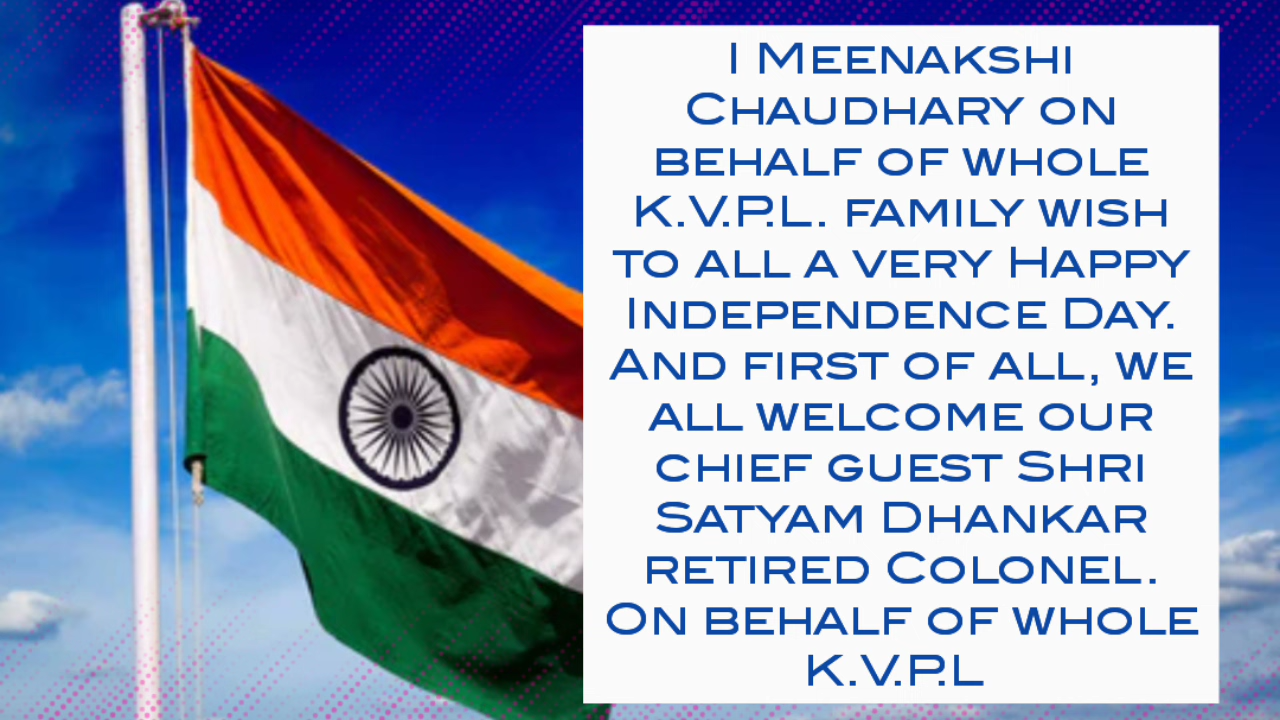 I Meenakshi
Chaudhary on
behalf of whole
K.V.P.L. family wish
to all a very Happy
Independence Day.
And first of all, we
all welcome our
chief guest Shri
Satyam Dhankar
retired Colonel.
On behalf of whole
K.V.P.L